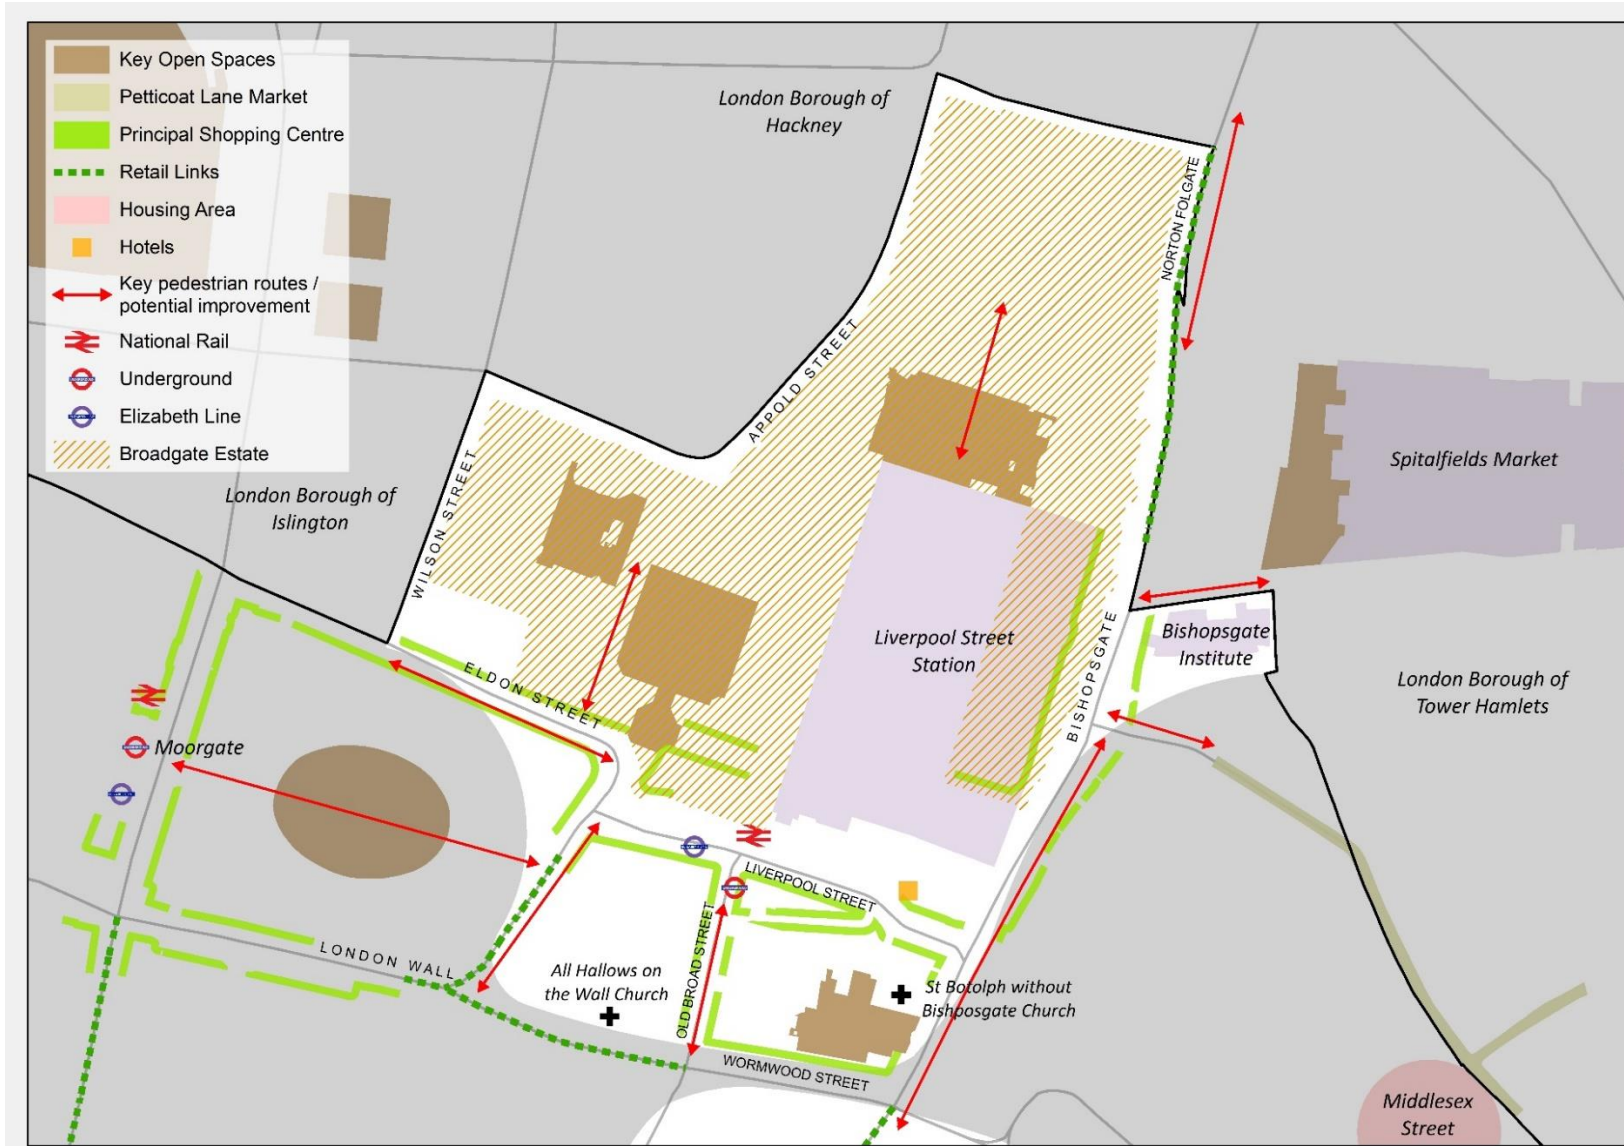 Key Open Spaces
Petticoat Lane Market
Principal Shopping Centre
Retail Links
Housing Area
Hotels
Key pedestrian routes /
potential improvement
National Rail
Underground
Elizabeth Line
Broadgate Estate
London Borough of
Hackney
NORTON FOLGATE
APPOLD STREET
London Borough of
Islington
WILSON STREET
Spitalfields Market
Liverpool Street
Station
BISHOPSGATE
Bishopsgate
Institute
London Borough of
Tower Hamlets
ELDON STREET
Moorgate
LIVERPOOL STREET
OLD BROAD STREET
LONDON WALL
All Hallows on
the Wall Church
St Botolph without
Bishposgate Church
WORMWOOD STREET
Middlesex
Street